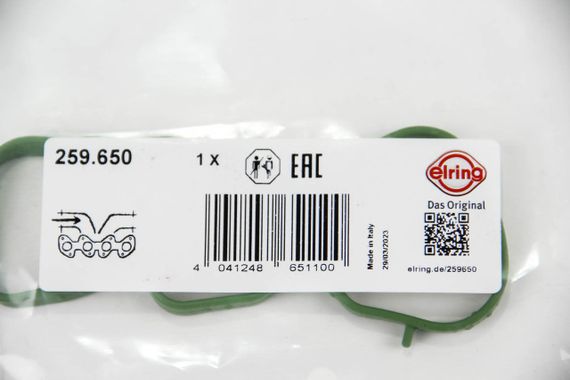 259.650
1 X
EAC
elring
Das Original
Made in Italy
29/03/2023
4 041248 651100
elring.de/259650